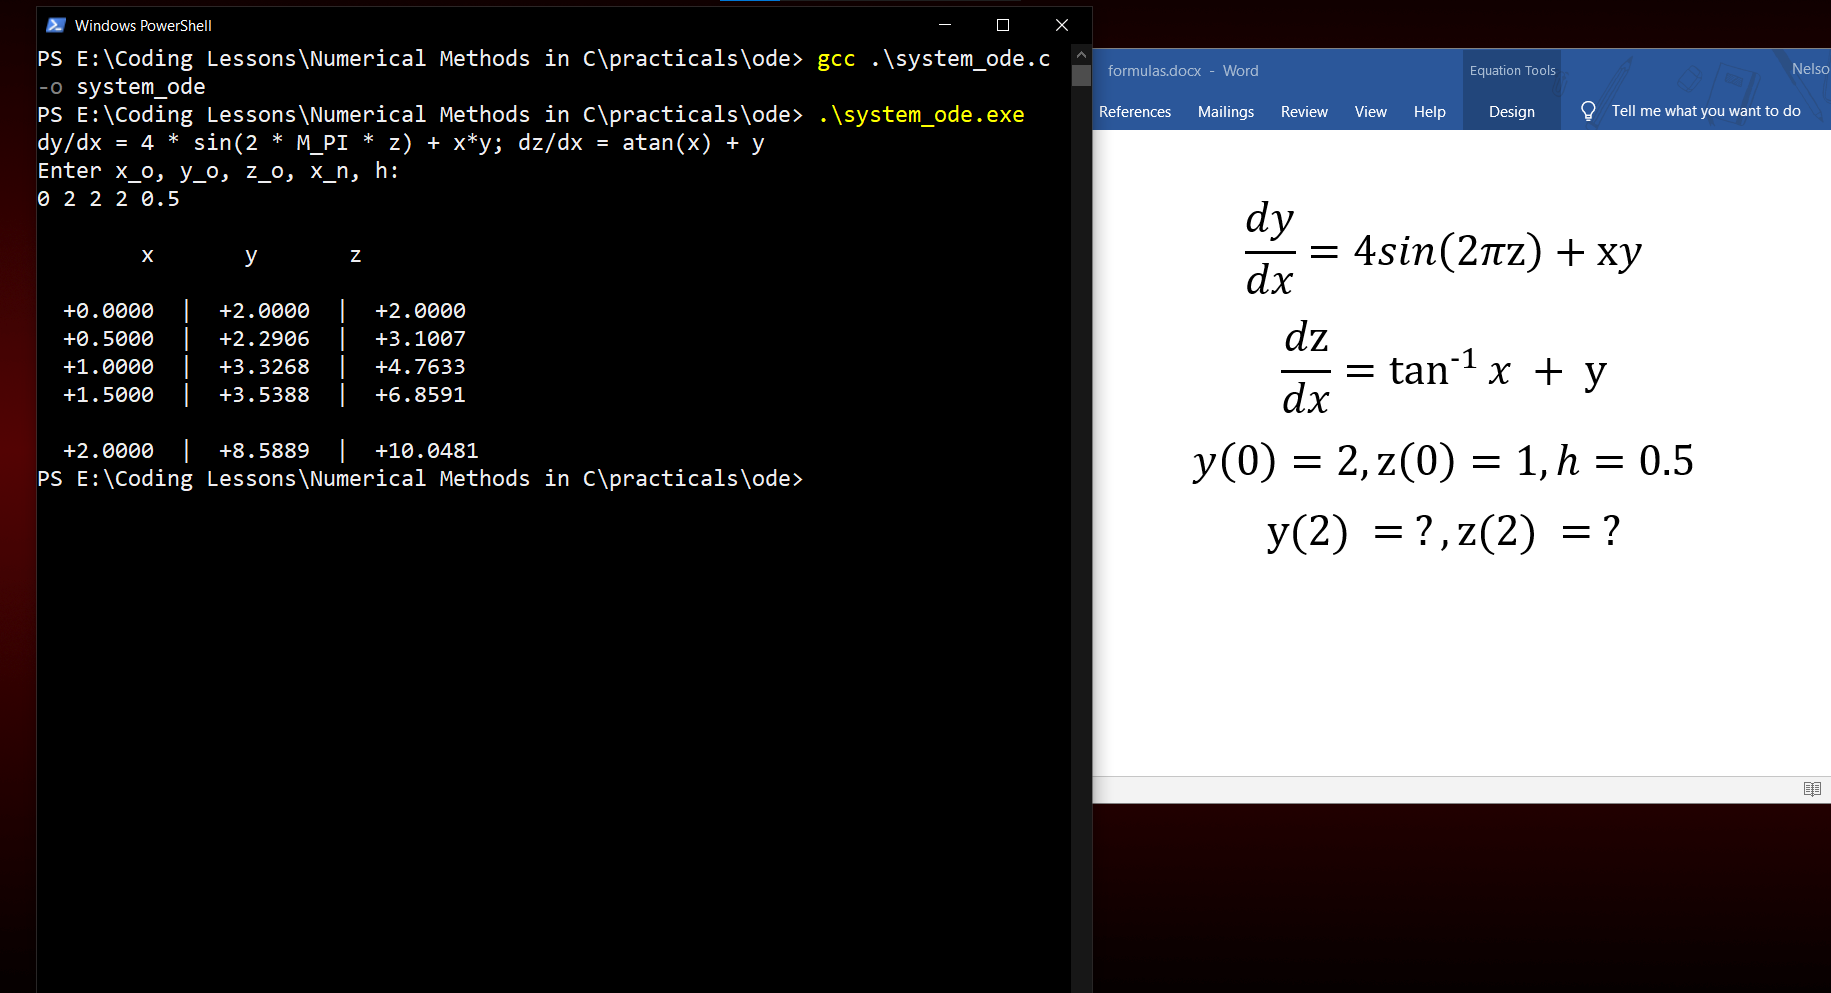 Windows PowerShell
PS E:\Coding Lessons\Numerical Methods in C\practicals\ode> gcc .\system_ode.c
-o system_ode
PS E:\Coding Lessons\Numerical Methods in C\practicals\ode> .\system_ode.exe
dy/dx = 4 * sin(2 * M_PI * z) + x*y; dz/dx = atan(x) + y
Enter x_o, y_o, z_o, x_n, h:
0 2 2 2 0.5
x y z
+0.0000 | +2.0000 | +2.0000
+0.5000 | +2.2906 | +3.1007
+1.0000 | +3.3268 | +4.7633
+1.5000 | +3.5388 | +6.8591
+2.0000 | +8.5889 | +10.0481
PS E:\Coding Lessons\Numerical Methods in C\practicals\ode>
formulas.docx - Word Equation Tools Nelso
References Mailings Review View Help Design Tell me what you want to do
dy/dx = 4sin(2πz) + xy
dz/dx = tan⁻¹ x + y
y(0) = 2, z(0) = 1, h = 0.5
y(2) = ?, z(2) = ?